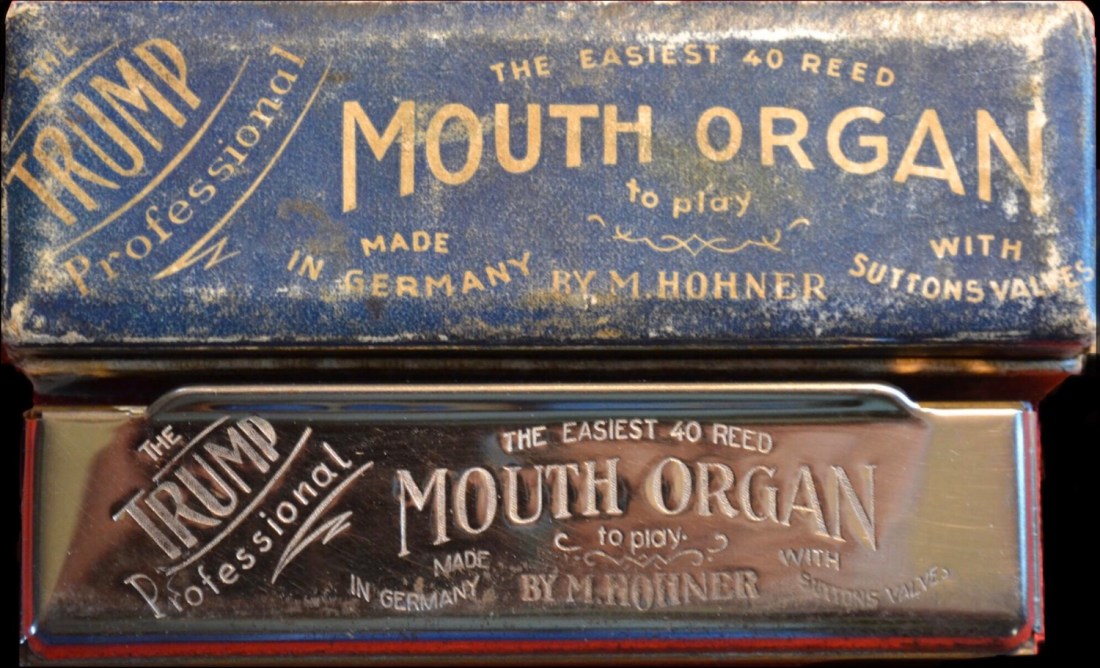 THE
TRUMP
Professional
THE EASIEST 40 REED
MOUTH ORGAN
to play
MADE
IN GERMANY
BY M. HOHNER
WITH
SUTTONS VALVES
THE
TRUMP
Professional
THE EASIEST 40 REED
MOUTH ORGAN
to play.
MADE
IN GERMANY
BY M. HOHNER
WITH
SUTTONS VALVES